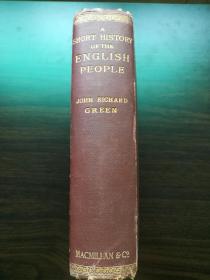 A
SHORT HISTORY
OF THE
ENGLISH
PEOPLE
JOHN RICHARD
GREEN
MACMILLAN & Co.